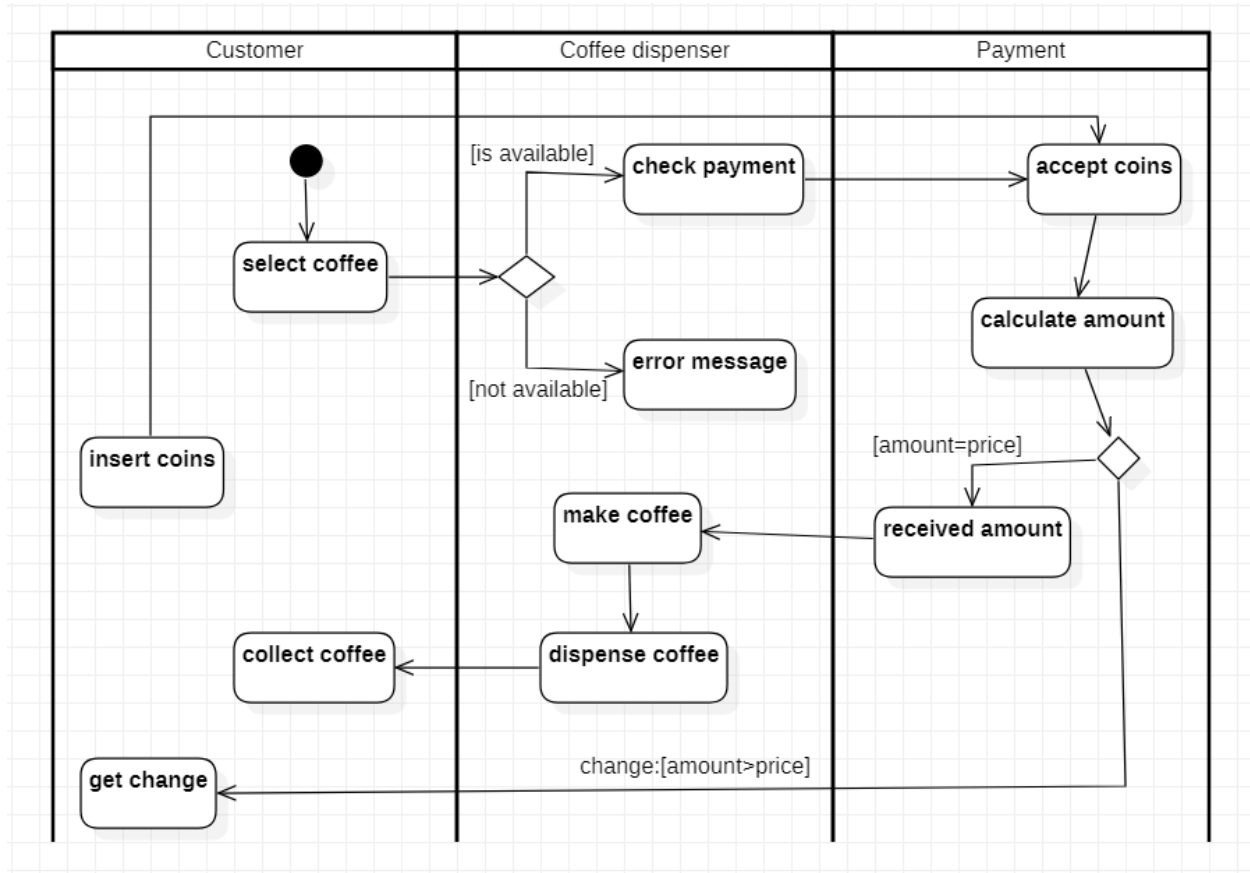 Customer
Coffee dispenser
Payment
[is available]
check payment
accept coins
select coffee
calculate amount
error message
[not available]
insert coins
[amount=price]
make coffee
received amount
collect coffee
dispense coffee
change:[amount>price]
get change